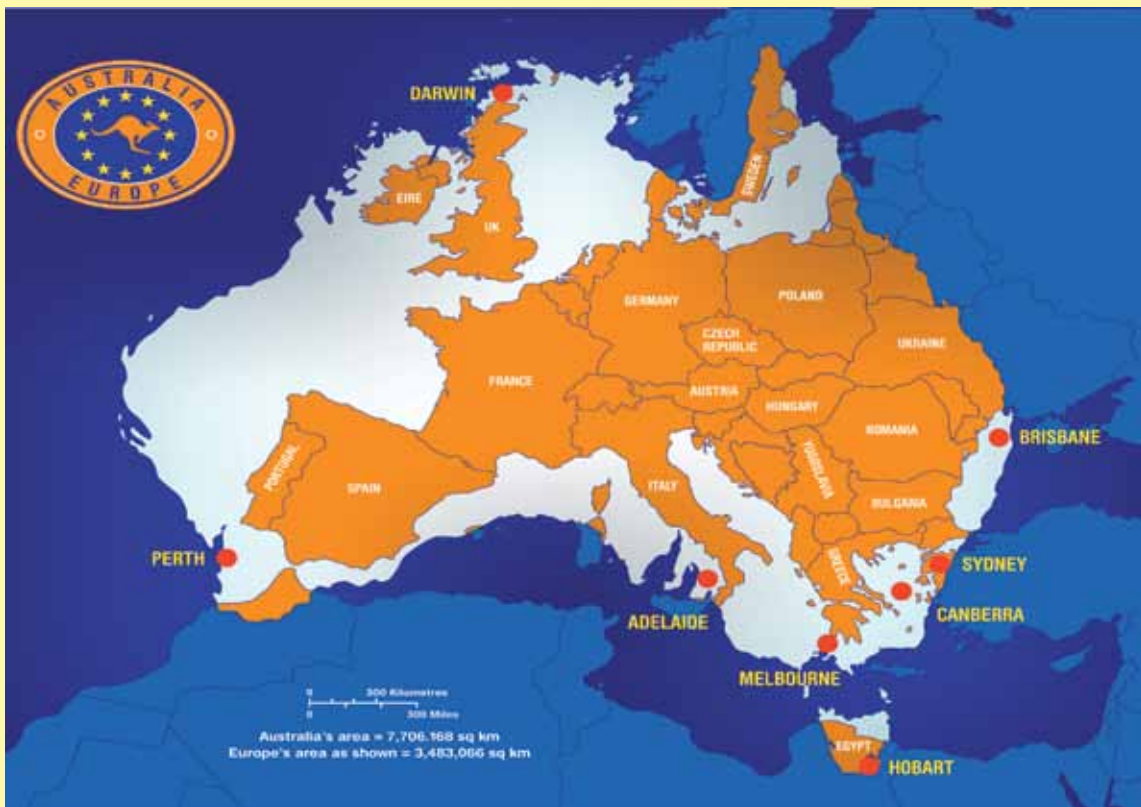 AUSTRALIA
EUROPE
DARWIN
SWEDEN
EIRE
UK
GERMANY
POLAND
CZECH
REPUBLIC
UKRAINE
FRANCE
AUSTRIA
HUNGARY
ROMANIA
BRISBANE
PORTUGAL
SPAIN
ITALY
YUGOSLAVIA
BULGARIA
PERTH
GREECE
SYDNEY
ADELAIDE
CANBERRA
MELBOURNE
0 300 Kilometres
0 300 Miles
Australia's area = 7,706.168 sq km
Europe's area as shown = 3,483,066 sq km
EGYPT
HOBART